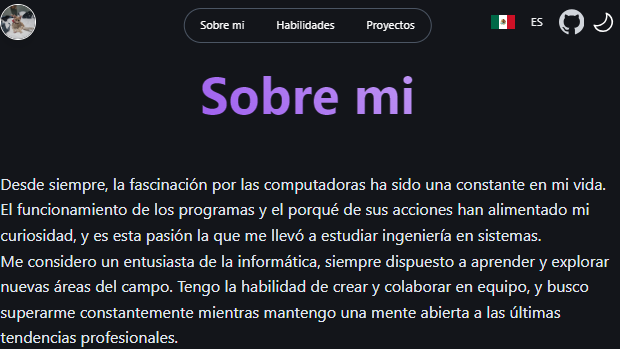 Sobre mi
Habilidades
Proyectos
ES
Sobre mi
Desde siempre, la fascinación por las computadoras ha sido una constante en mi vida.
El funcionamiento de los programas y el porqué de sus acciones han alimentado mi
curiosidad, y es esta pasión la que me llevó a estudiar ingeniería en sistemas.
Me considero un entusiasta de la informática, siempre dispuesto a aprender y explorar
nuevas áreas del campo. Tengo la habilidad de crear y colaborar en equipo, y busco
superarme constantemente mientras mantengo una mente abierta a las últimas
tendencias profesionales.